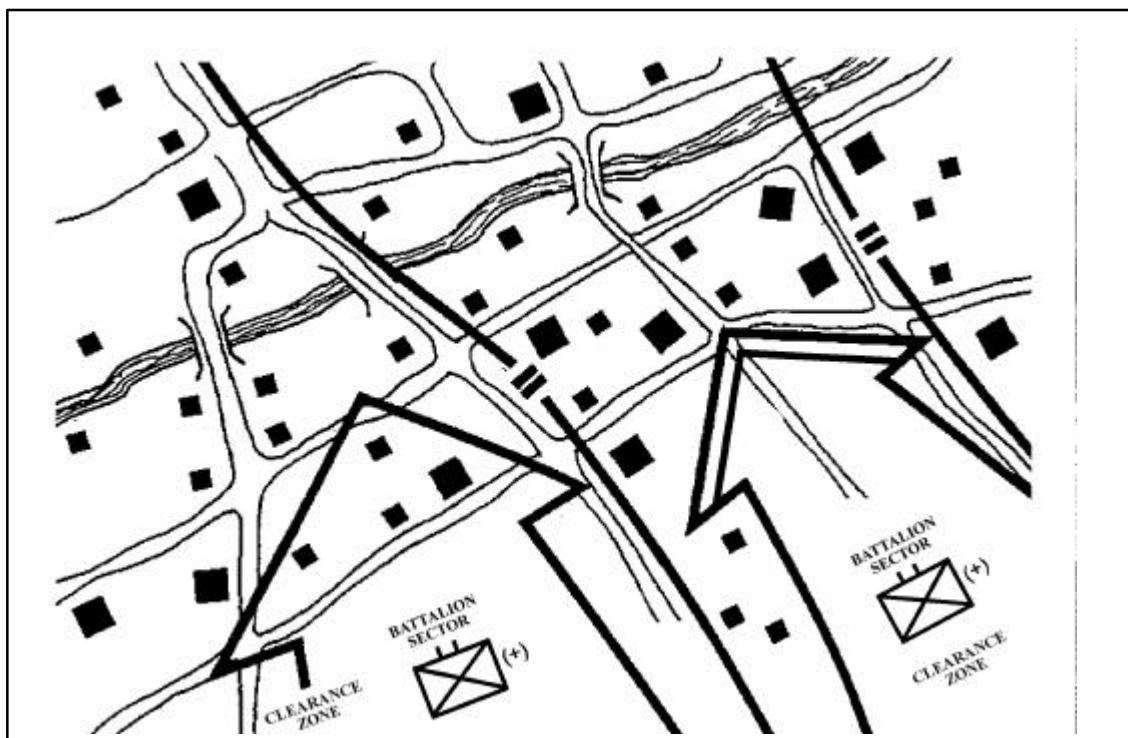 BATTALION
SECTOR
(+)
CLEARANCE
ZONE
BATTALION
SECTOR
(+)
CLEARANCE
ZONE